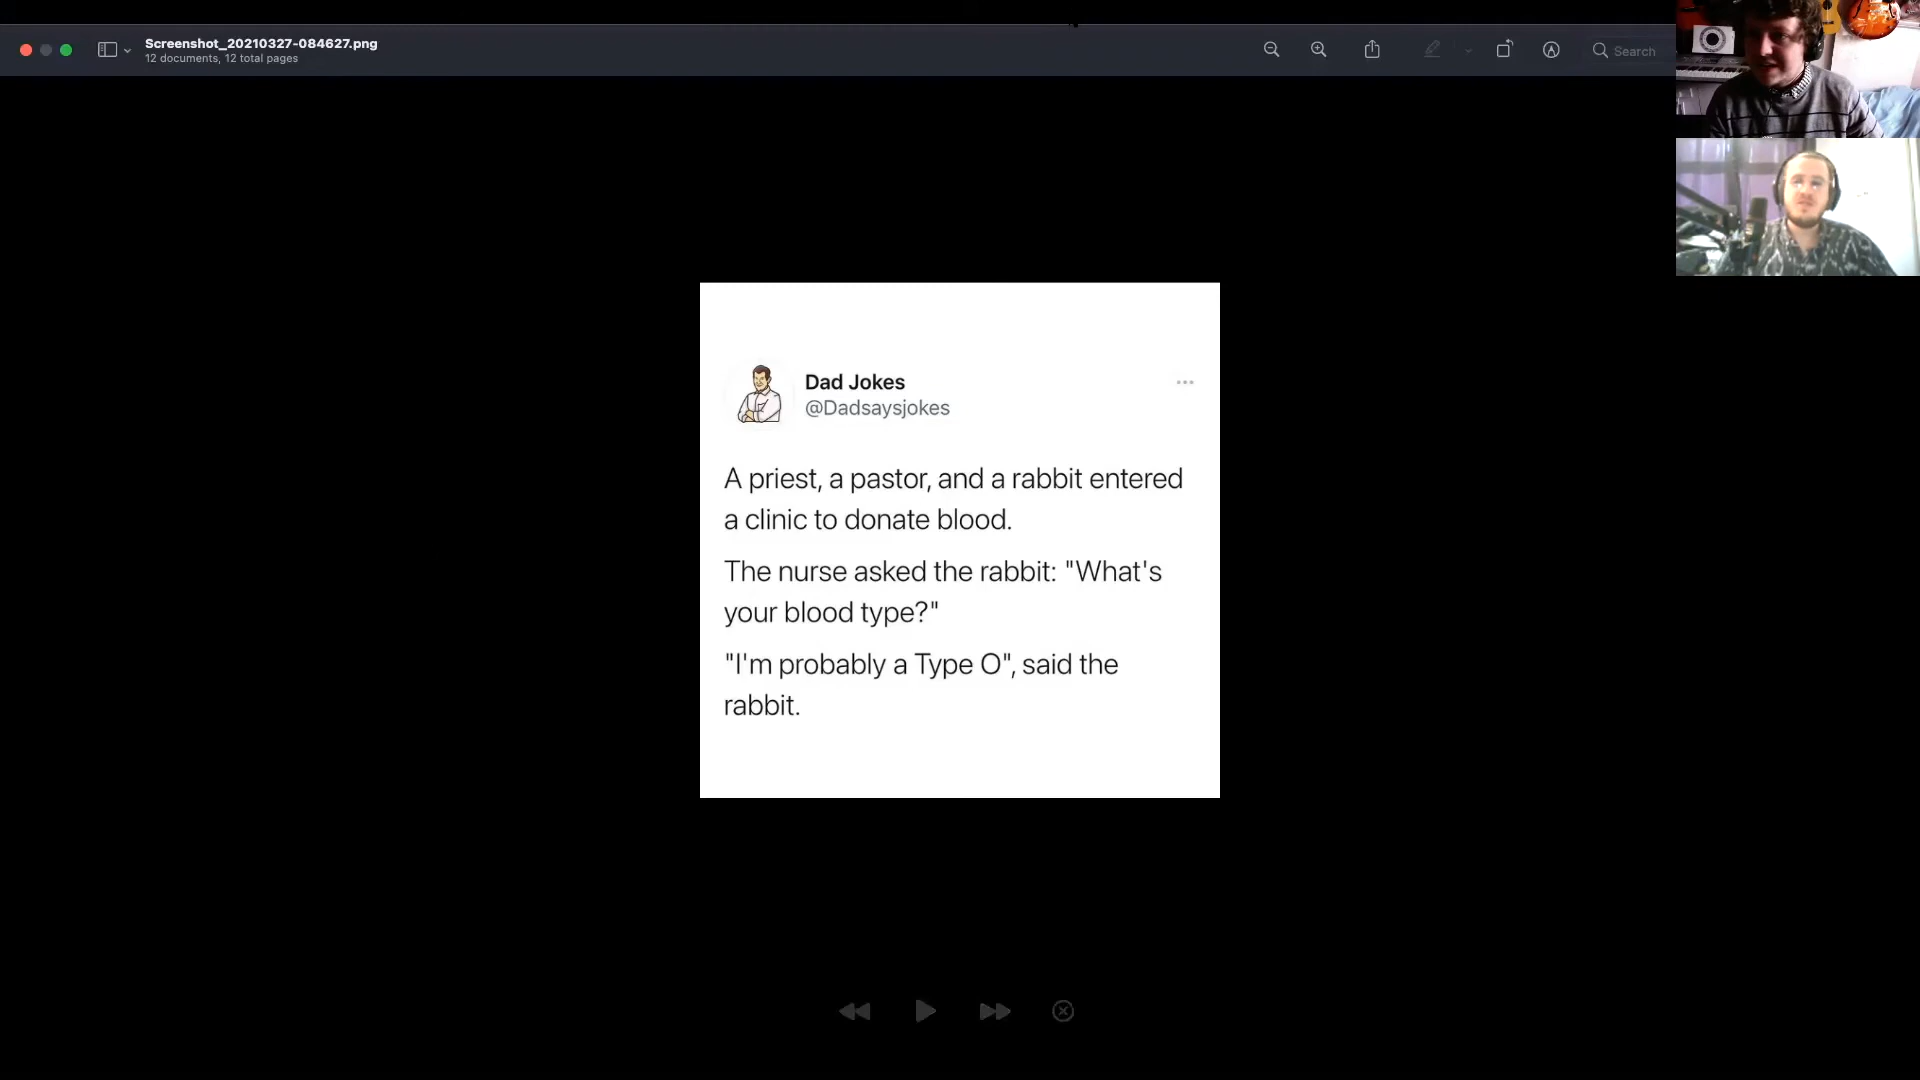 Screenshot_20210327-084627.png
12 documents, 12 total pages
Search
Dad Jokes
@Dadsaysjokes
A priest, a pastor, and a rabbit entered
a clinic to donate blood.
The nurse asked the rabbit: "What's
your blood type?"
"I'm probably a Type O", said the
rabbit.